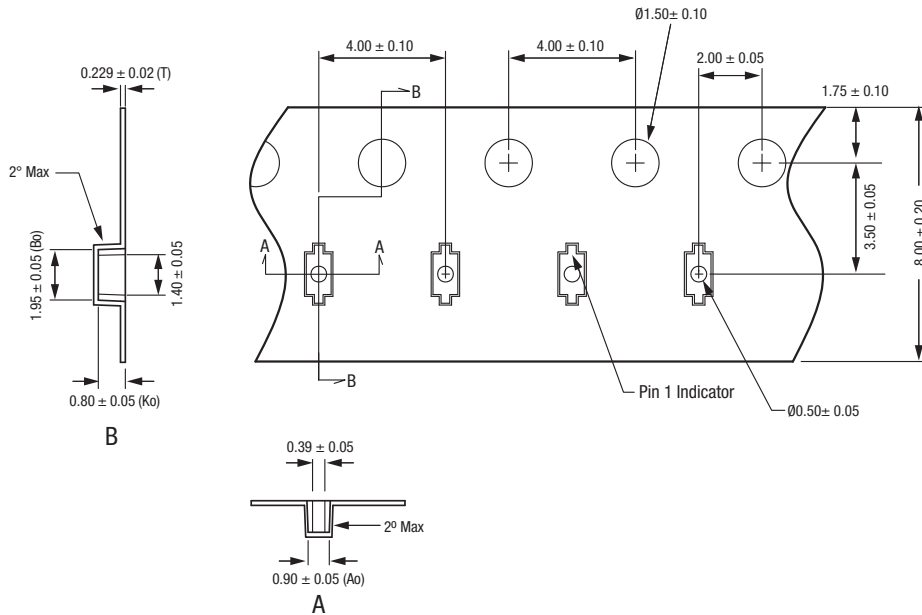 Ø1.50± 0.10
4.00 ± 0.10
4.00 ± 0.10
2.00 ± 0.05
0.229 ± 0.02 (T)
B
1.75 ± 0.10
2° Max
3.50 ± 0.05
8.00 ± 0.20
A
A
1.95 ± 0.05 (Bo)
1.40 ± 0.05
B
Pin 1 Indicator
0.80 ± 0.05 (Ko)
Ø0.50± 0.05
B
0.39 ± 0.05
2º Max
0.90 ± 0.05 (Ao)
A